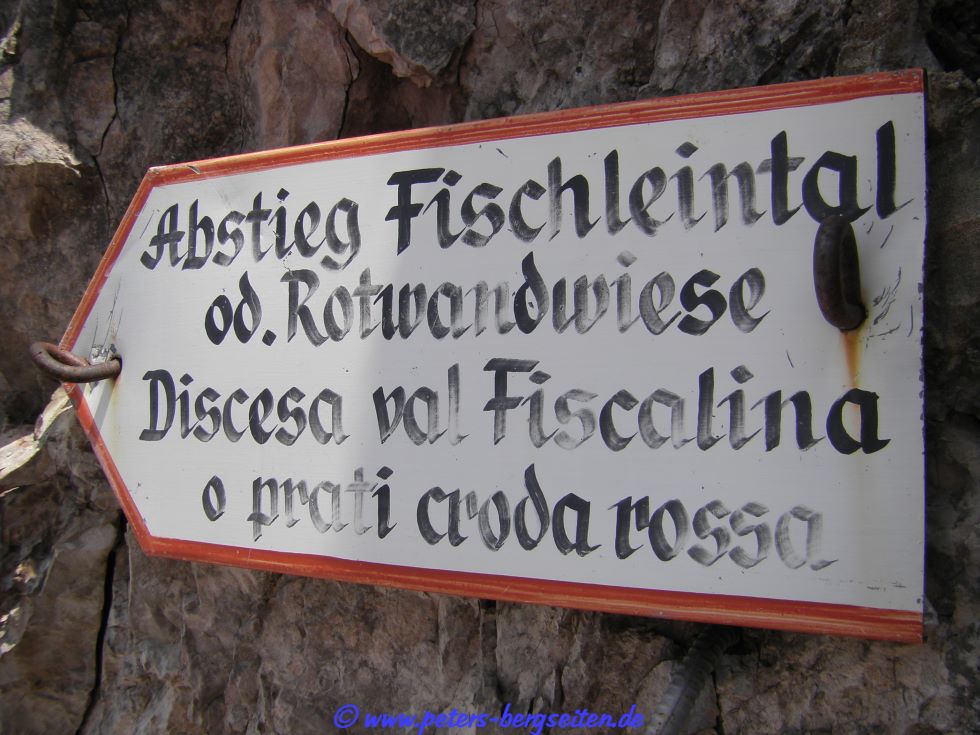 Abstieg Fischleintal
od. Rotwandwiese
Discesa val Fiscalina
o prati croda rossa
© www.peters-bergseiten.de